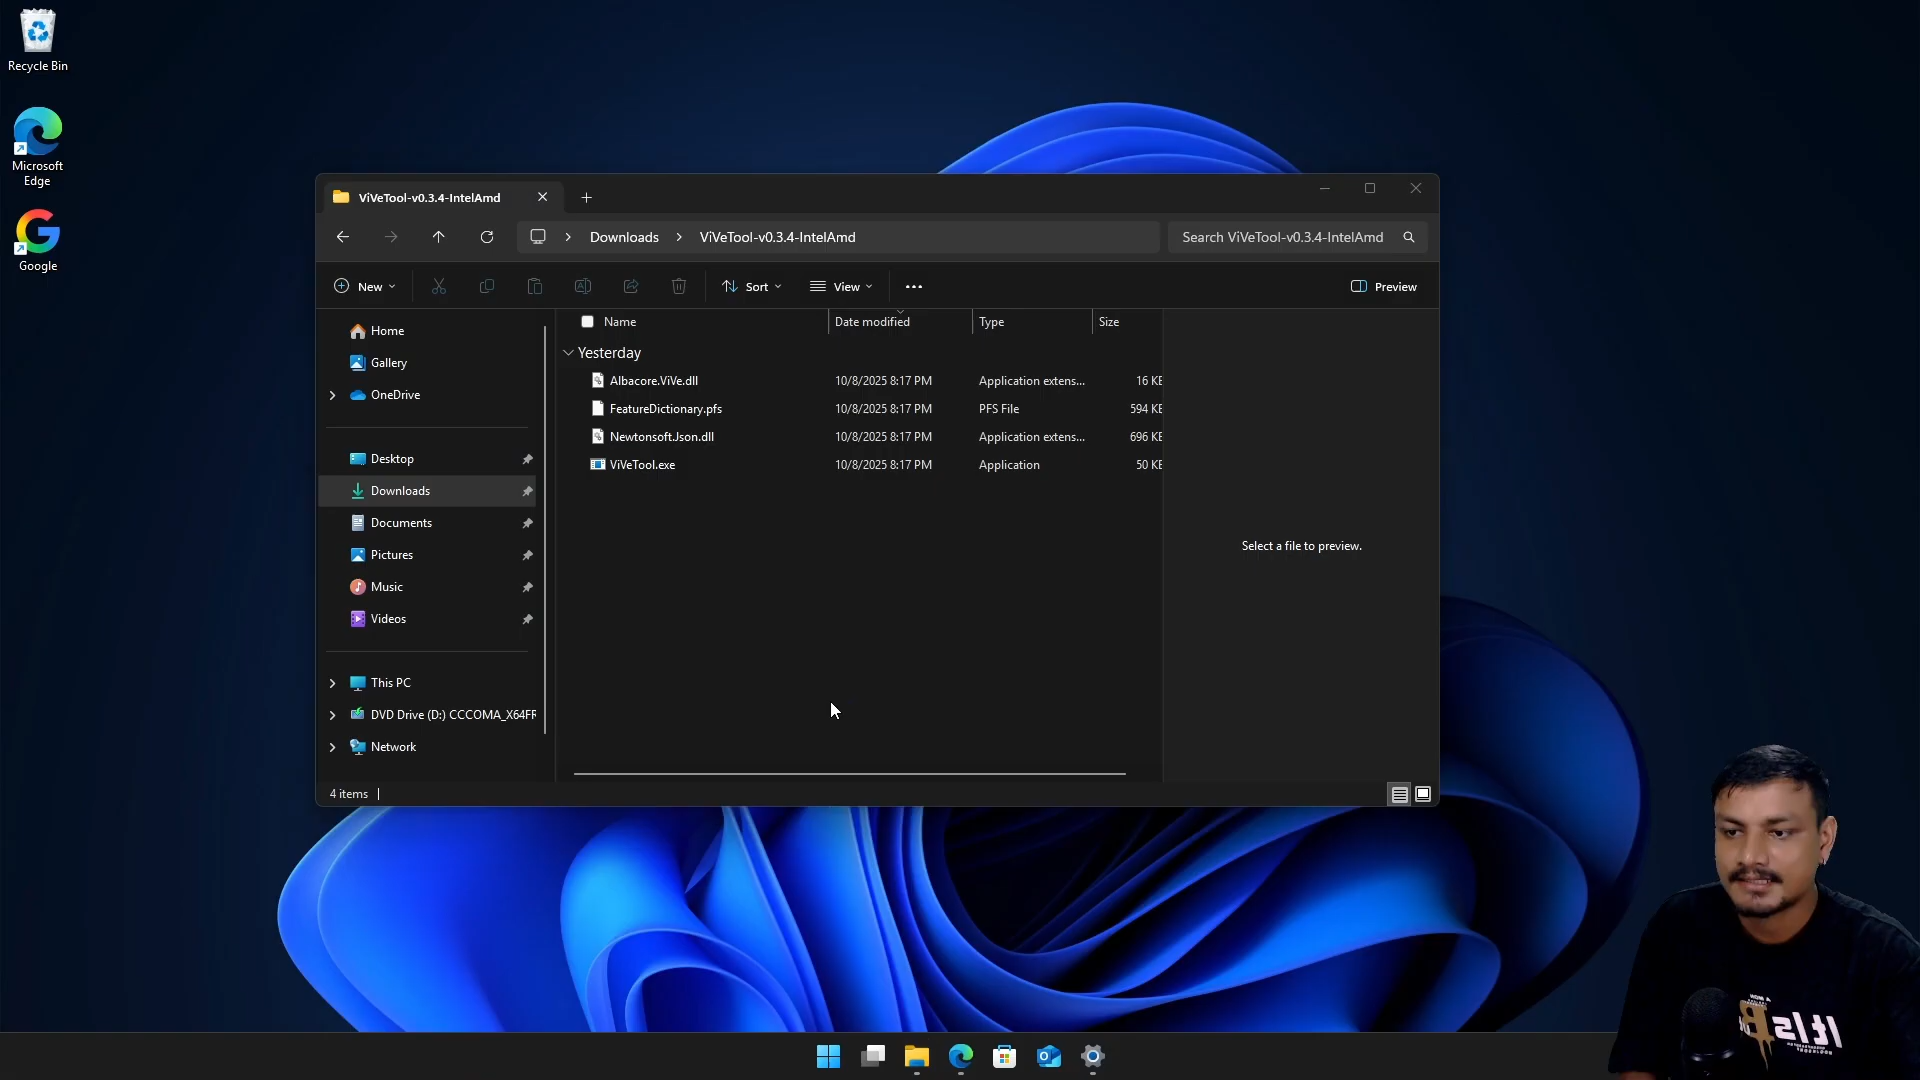 Recycle Bin
Microsoft
Edge
Google
ViVeTool-v0.3.4-IntelAmd
Downloads
ViVeTool-v0.3.4-IntelAmd
Search ViVeTool-v0.3.4-IntelAmd
New
Sort
View
Preview
Home
Gallery
OneDrive
Desktop
Downloads
Documents
Pictures
Music
Videos
This PC
DVD Drive (D:) CCCOMA_X64FR
Network
Name
Date modified
Type
Size
Yesterday
Albacore.ViVe.dll
10/8/2025 8:17 PM
Application extens...
16 KB
FeatureDictionary.pfs
10/8/2025 8:17 PM
PFS File
594 KB
Newtonsoft.Json.dll
10/8/2025 8:17 PM
Application extens...
696 KB
ViVeTool.exe
10/8/2025 8:17 PM
Application
50 KB
Select a file to preview.
4 items